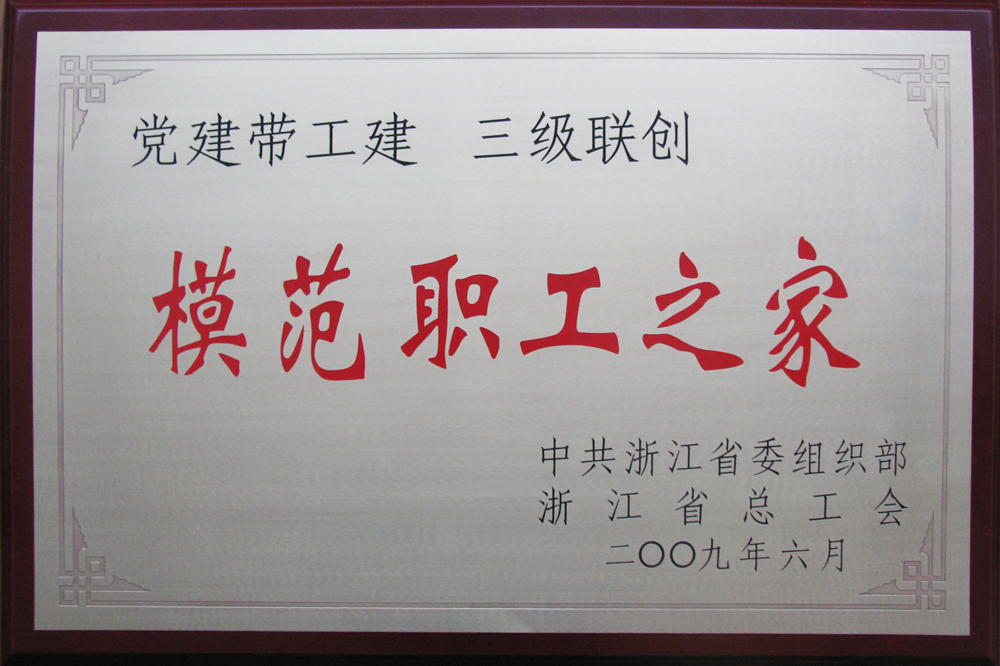 党建带工建 三级联创
模范职工之家
中共浙江省委组织部
浙江省总工会
二〇〇九年六月